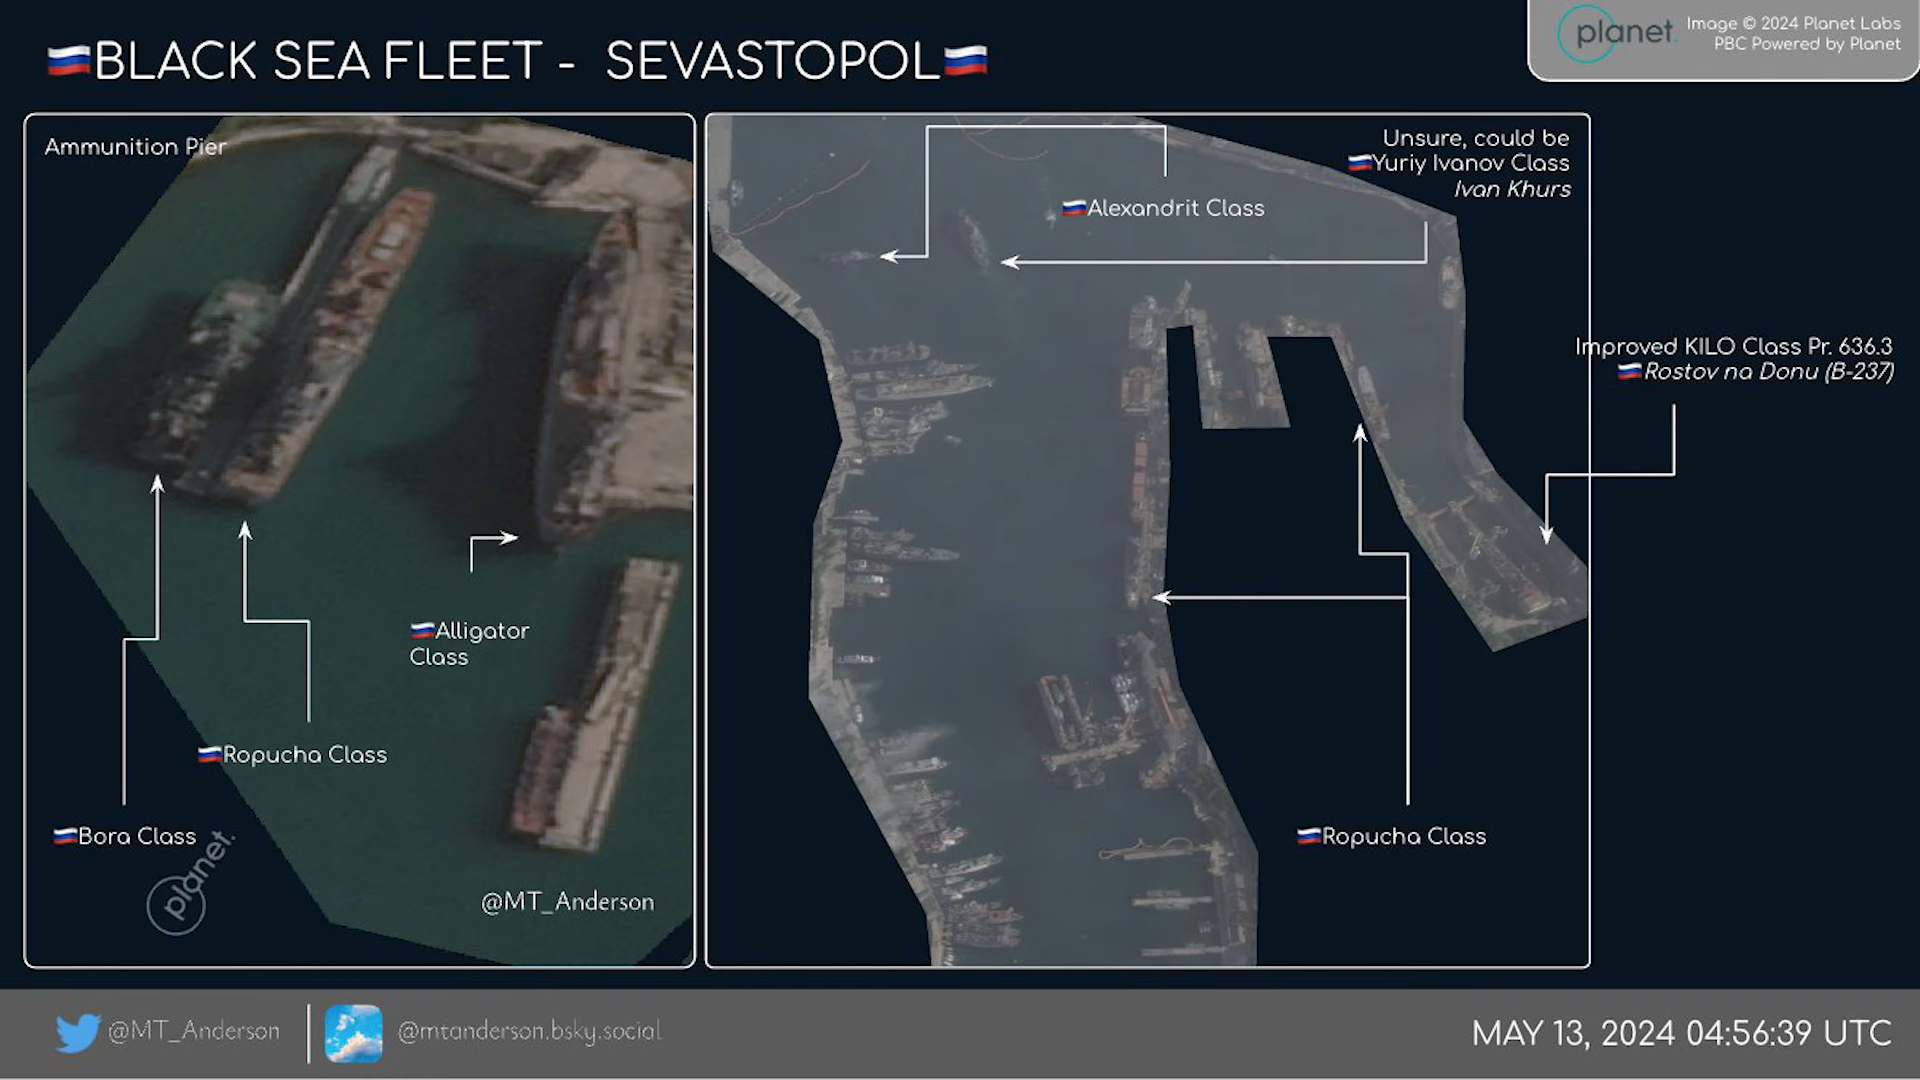 BLACK SEA FLEET - SEVASTOPOL
planet.
Image © 2024 Planet Labs
PBC Powered by Planet
Ammunition Pier
Alligator
Class
Ropucha Class
Bora Class
planet.
@MT_Anderson
Unsure, could be
Yuriy Ivanov Class
Ivan Khurs
Alexandrit Class
Improved KILO Class Pr. 636.3
Rostov na Donu (B-237)
Ropucha Class
@MT_Anderson
@mtanderson.bsky.social
MAY 13, 2024 04:56:39 UTC